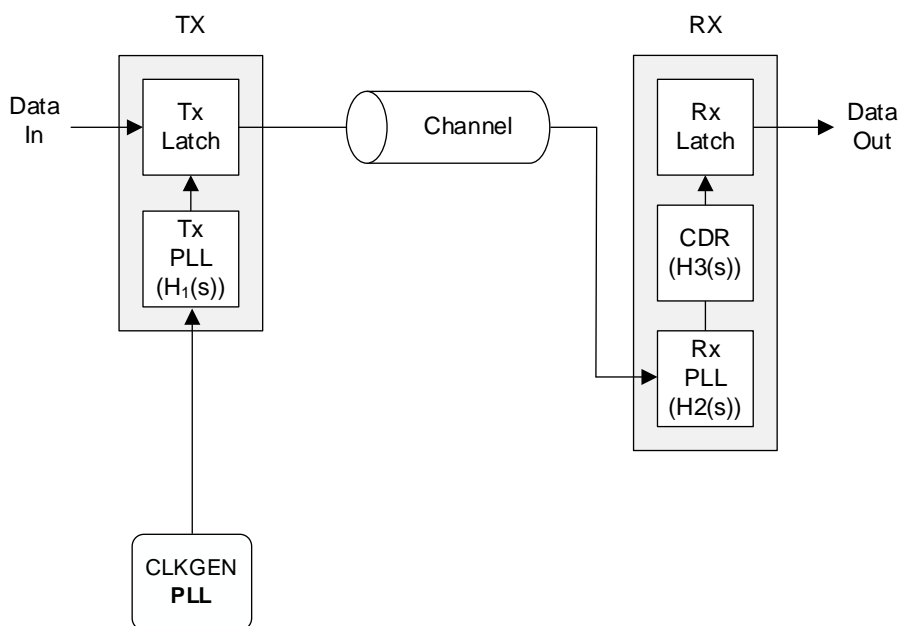 TX
RX
Data
In
Tx
Latch
Channel
Rx
Latch
Data
Out
Tx
PLL
(H₁(s))
CDR
(H3(s))
Rx
PLL
(H2(s))
CLKGEN
PLL